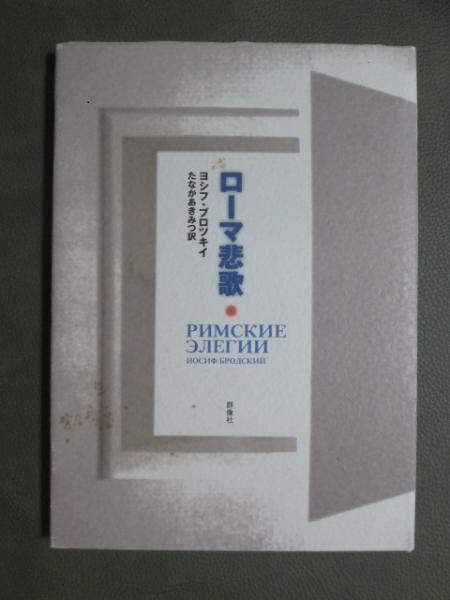 ローマ悲歌
ヨシフ・ブロツキイ
たなかあきみつ訳
РИМСКИЕ
ЭЛЕГИИ
ИОСИФ БРОДСКИЙ
群像社